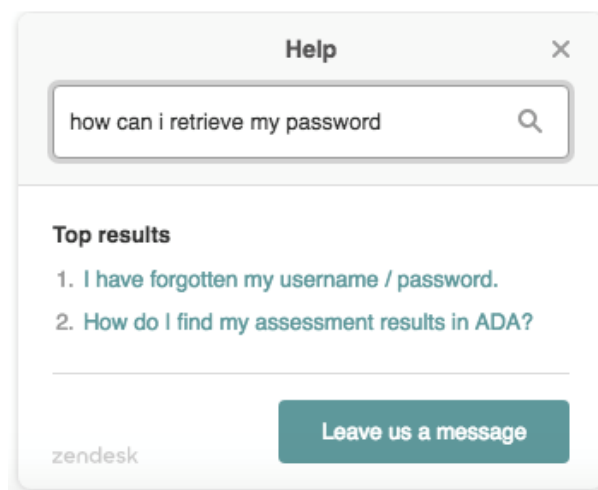 Help
how can i retrieve my password
Top results
1. I have forgotten my username / password.
2. How do I find my assessment results in ADA?
Leave us a message
zendesk